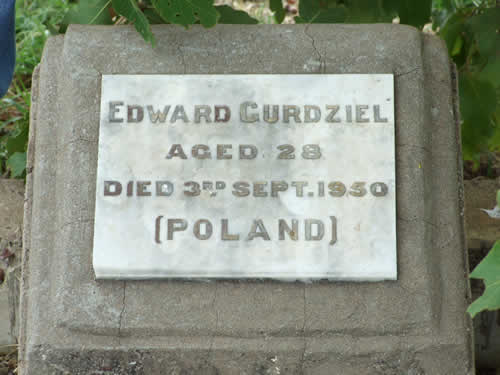 EDWARD GURDZIEL
AGED 28
DIED 3RD SEPT. 1950
(POLAND)